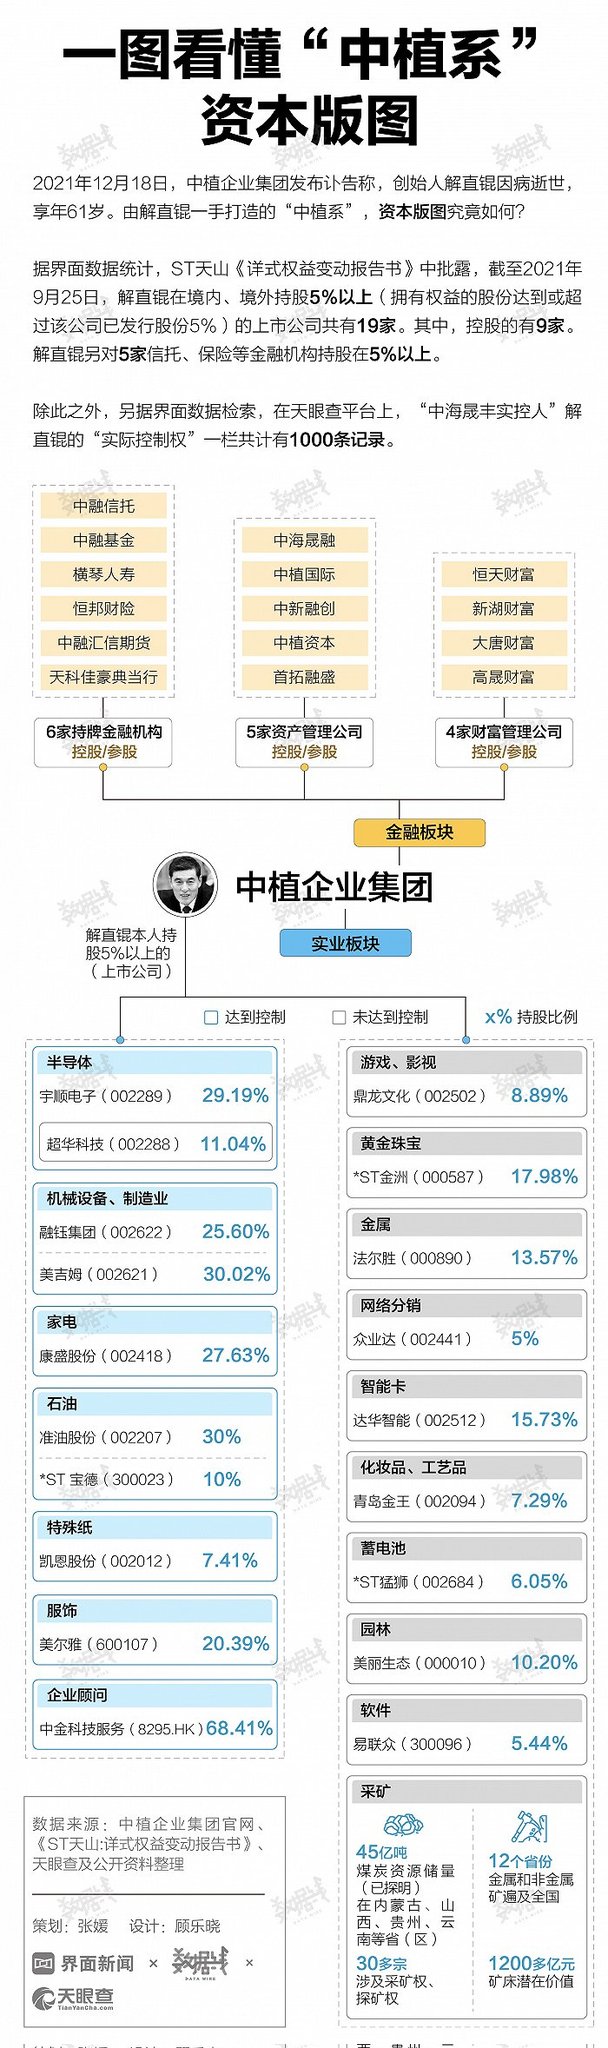 一图看懂“中植系”
资本版图
2021年12月18日，中植企业集团发布讣告称，创始人解直锟因病逝世，
享年61岁。由解直锟一手打造的“中植系”，资本版图究竟如何？
据界面数据统计，ST天山《详式权益变动报告书》中批露，截至2021年
9月25日，解直锟在境内、境外持股5%以上（拥有权益的股份达到或超
过该公司已发行股份5%）的上市公司共有19家。其中，控股的有9家。
解直锟另对5家信托、保险等金融机构持股在5%以上。
除此之外，另据界面数据检索，在天眼查平台上，“中海晟丰实控人”解
直锟的“实际控制权”一栏共计有1000条记录。
中融信托
中融基金
横琴人寿
恒邦财险
中融汇信期货
天科佳豪典当行
6家持牌金融机构
控股/参股
中海晟融
中植国际
中新融创
中植资本
首拓融盛
5家资产管理公司
控股/参股
恒天财富
新湖财富
大唐财富
高晟财富
4家财富管理公司
控股/参股
金融板块
中植企业集团
实业板块
解直锟本人持
股5%以上的
（上市公司）
达到控制
未达到控制
x% 持股比例
半导体
宇顺电子（002289） 29.19%
超华科技（002288） 11.04%
机械设备、制造业
融钰集团（002622） 25.60%
美吉姆（002621） 30.02%
家电
康盛股份（002418） 27.63%
石油
准油股份（002207） 30%
*ST 宝德（300023） 10%
特殊纸
凯恩股份（002012） 7.41%
服饰
美尔雅（600107） 20.39%
企业顾问
中金科技服务（8295.HK）68.41%
游戏、影视
鼎龙文化（002502） 8.89%
黄金珠宝
*ST金洲（000587） 17.98%
金属
法尔胜（000890） 13.57%
网络分销
众业达（002441） 5%
智能卡
达华智能（002512） 15.73%
化妆品、工艺品
青岛金王（002094） 7.29%
蓄电池
*ST猛狮（002684） 6.05%
园林
美丽生态（000010） 10.20%
软件
易联众（300096） 5.44%
采矿
45亿吨
煤炭资源储量
（已探明）
在内蒙古、山
西、贵州、云
南等省（区）
12个省份
金属和非金属
矿遍及全国
30多宗
涉及采矿权、
探矿权
1200多亿元
矿床潜在价值
数据来源：中植企业集团官网、
《ST天山:详式权益变动报告书》、
天眼查及公开资料整理
策划：张媛 设计：顾乐晓
界面新闻 × 数据线 ×
DATA WIRE
天眼查
TianYanCha.com